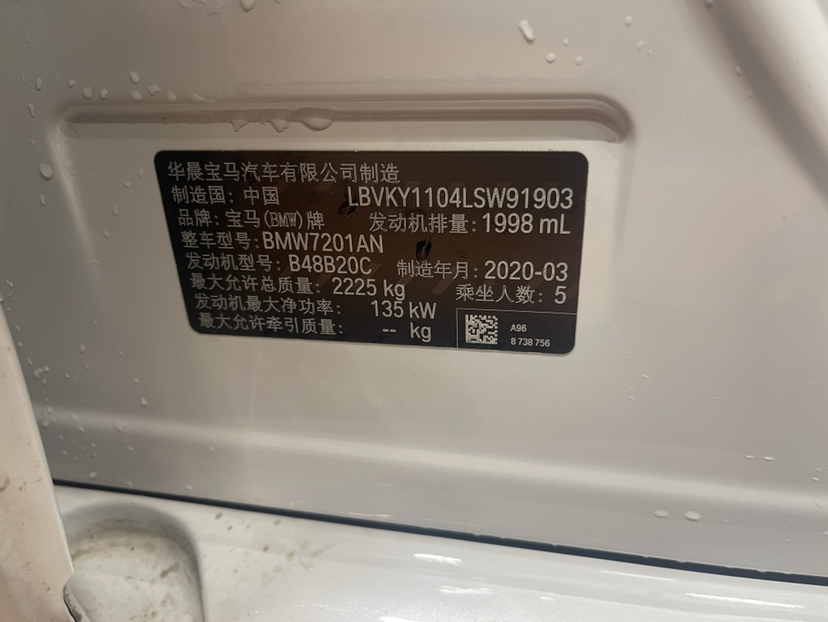 华晨宝马汽车有限公司制造
制造国: 中国 LBVKY1104LSW91903
品牌: 宝马(BMW)牌 发动机排量: 1998 mL
整车型号: BMW7201AN
发动机型号: B48B20C 制造年月: 2020-03
最大允许总质量: 2225 kg 乘坐人数: 5
发动机最大净功率: 135 kW
最大允许牵引质量: -- kg
A96
8 738 756